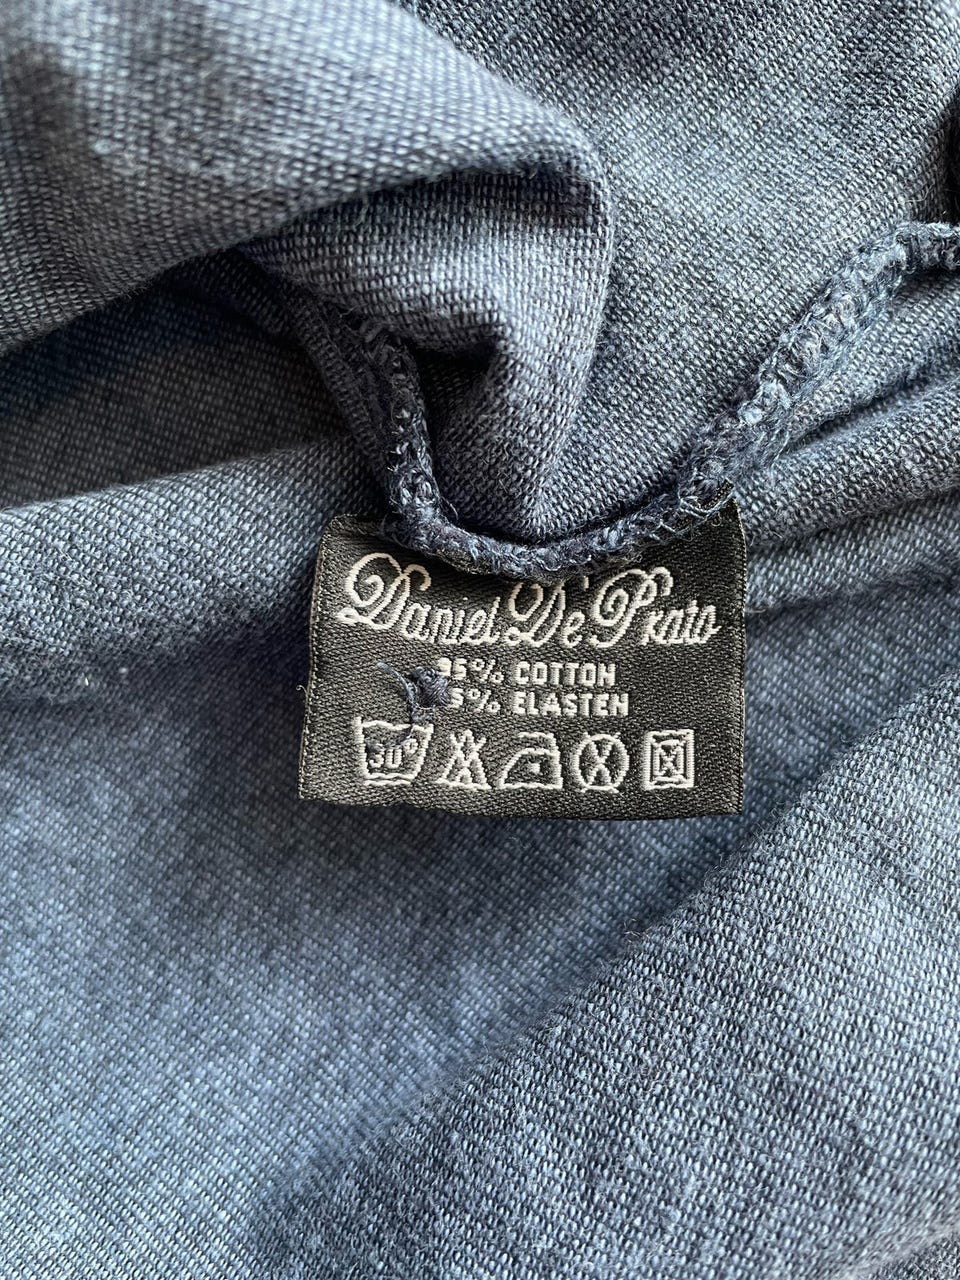 Daniel De Prato
95% COTTON
5% ELASTEN
30°